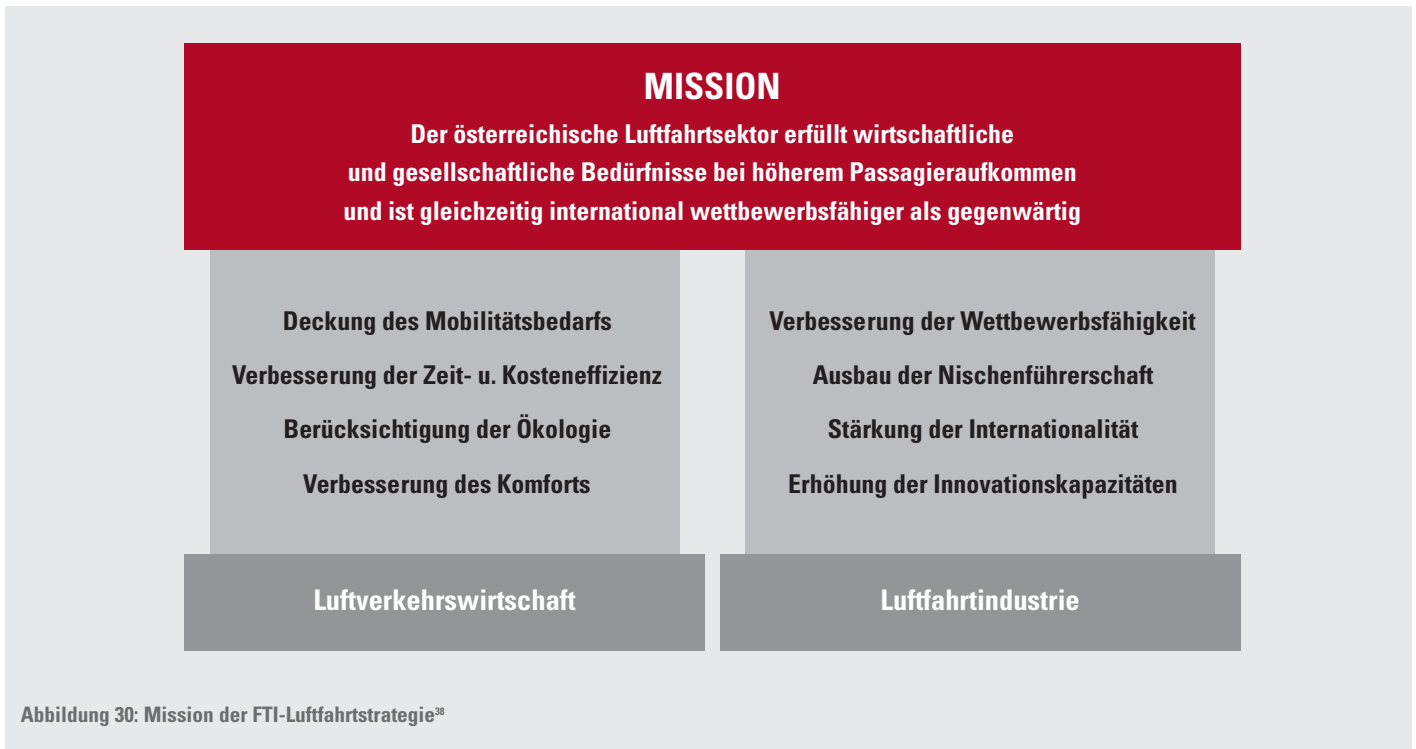 MISSION
Der österreichische Luftfahrtsektor erfüllt wirtschaftliche
und gesellschaftliche Bedürfnisse bei höherem Passagieraufkommen
und ist gleichzeitig international wettbewerbsfähiger als gegenwärtig
Deckung des Mobilitätsbedarfs
Verbesserung der Zeit- u. Kosteneffizienz
Berücksichtigung der Ökologie
Verbesserung des Komforts
Luftverkehrswirtschaft
Verbesserung der Wettbewerbsfähigkeit
Ausbau der Nischenführerschaft
Stärkung der Internationalität
Erhöhung der Innovationskapazitäten
Luftfahrtindustrie
Abbildung 30: Mission der FTI-Luftfahrtstrategie³⁸